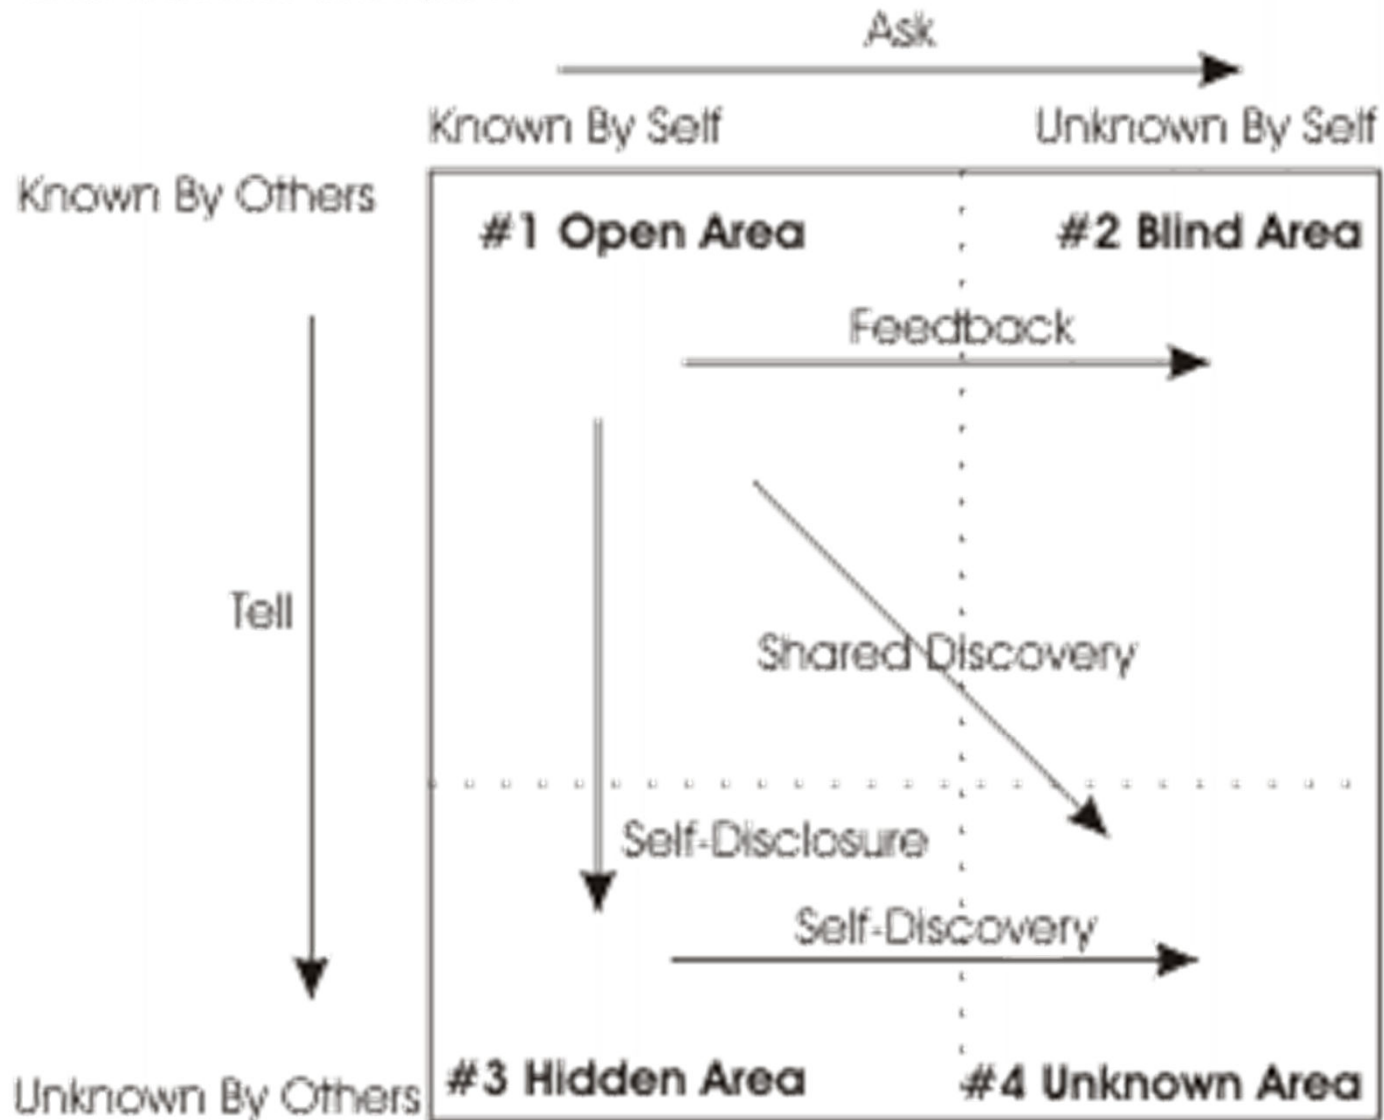 Ask
Known By Self
Unknown By Self
Known By Others
#1 Open Area
#2 Blind Area
Feedback
Tell
Shared Discovery
Self-Disclosure
Self-Discovery
#3 Hidden Area
#4 Unknown Area
Unknown By Others